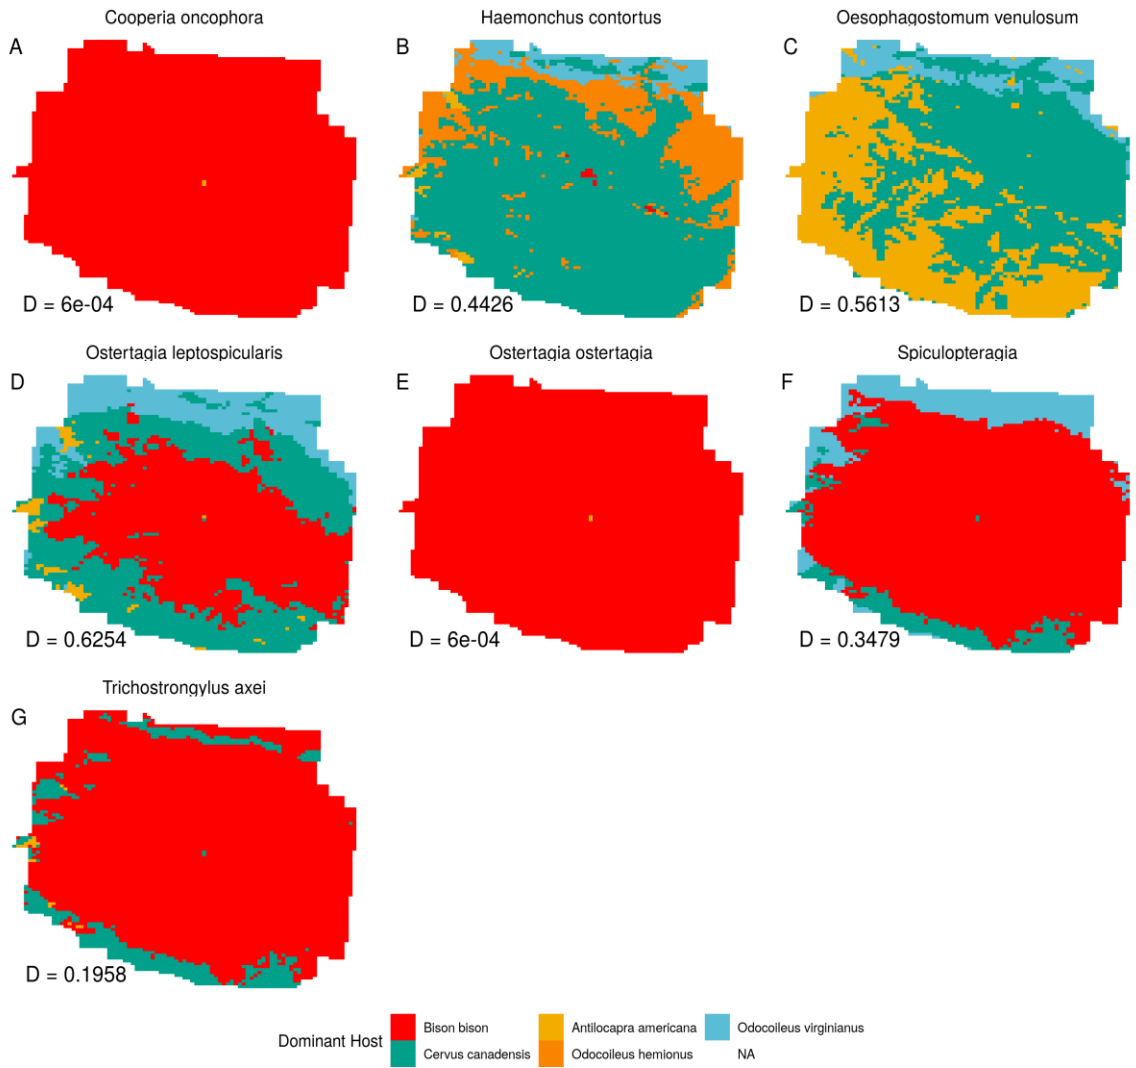 Cooperia oncophora
Haemonchus contortus
Oesophagostomum venulosum
A
B
C
D = 6e-04
D = 0.4426
D = 0.5613
Ostertagia leptospicularis
Ostertagia ostertagia
Spiculopteragia
D
E
F
D = 0.6254
D = 6e-04
D = 0.3479
Trichostrongylus axei
G
D = 0.1958
Dominant Host
Bison bison
Antilocapra americana
Odocoileus virginianus
Cervus canadensis
Odocoileus hemionus
NA